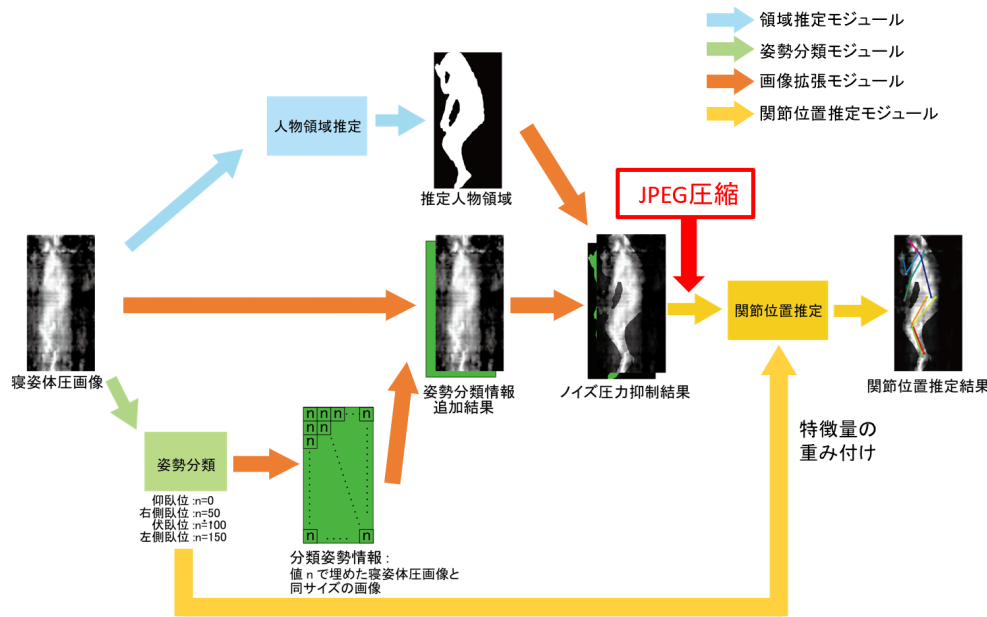 領域推定モジュール
姿勢分類モジュール
画像拡張モジュール
関節位置推定モジュール
人物領域推定
推定人物領域
JPEG圧縮
寝姿体圧画像
姿勢分類情報
追加結果
ノイズ圧力抑制結果
関節位置推定
関節位置推定結果
姿勢分類
仰臥位:n=0
右側臥位:n=50
伏臥位:n=100
左側臥位:n=150
n n n n
n n
n
n n
分類姿勢情報:
値 n で埋めた寝姿体圧画像と
同サイズの画像
特徴量の
重み付け